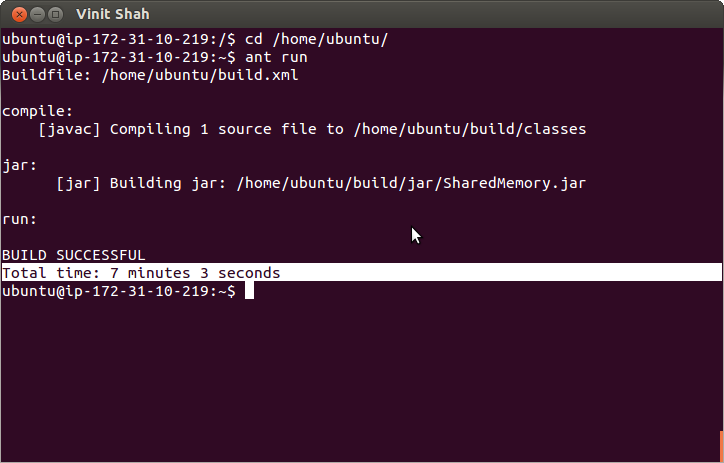 Vinit Shah
ubuntu@ip-172-31-10-219:/$ cd /home/ubuntu/
ubuntu@ip-172-31-10-219:~$ ant run
Buildfile: /home/ubuntu/build.xml
compile:
[javac] Compiling 1 source file to /home/ubuntu/build/classes
jar:
[jar] Building jar: /home/ubuntu/build/jar/SharedMemory.jar
run:
BUILD SUCCESSFUL
Total time: 7 minutes 3 seconds
ubuntu@ip-172-31-10-219:~$